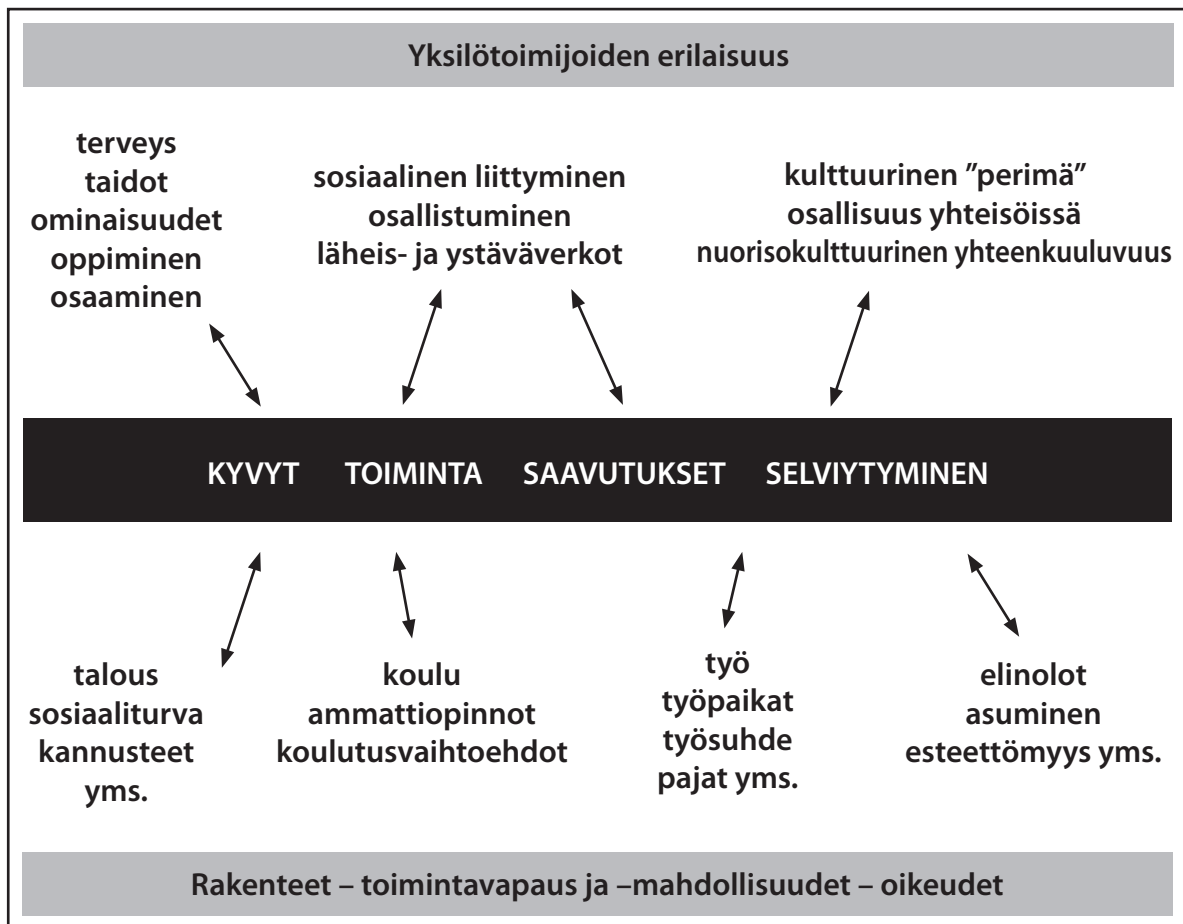 Yksilötoimijoiden erilaisuus
terveys
taidot
ominaisuudet
oppiminen
osaaminen
sosiaalinen liittyminen
osallistuminen
läheis- ja ystäväverkot
kulttuurinen ”perimä”
osallisuus yhteisöissä
nuorisokulttuurinen yhteenkuuluvuus
KYVYT TOIMINTA SAAVUTUKSET SELVIYTYMINEN
talous
sosiaaliturva
kannusteet
yms.
koulu
ammattiopinnot
koulutusvaihtoehdot
työ
työpaikat
työsuhde
pajat yms.
elinolot
asuminen
esteettömyys yms.
Rakenteet – toimintavapaus ja –mahdollisuudet – oikeudet